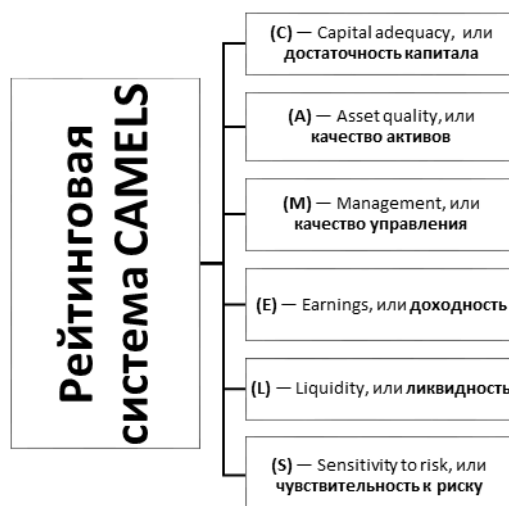 Рейтинговая
система CAMELS
(C) — Capital adequacy, или
достаточность капитала
(A) — Asset quality, или
качество активов
(M) — Management, или
качество управления
(E) — Earnings, или доходность
(L) — Liquidity, или ликвидность
(S) — Sensitivity to risk, или
чувствительность к риску